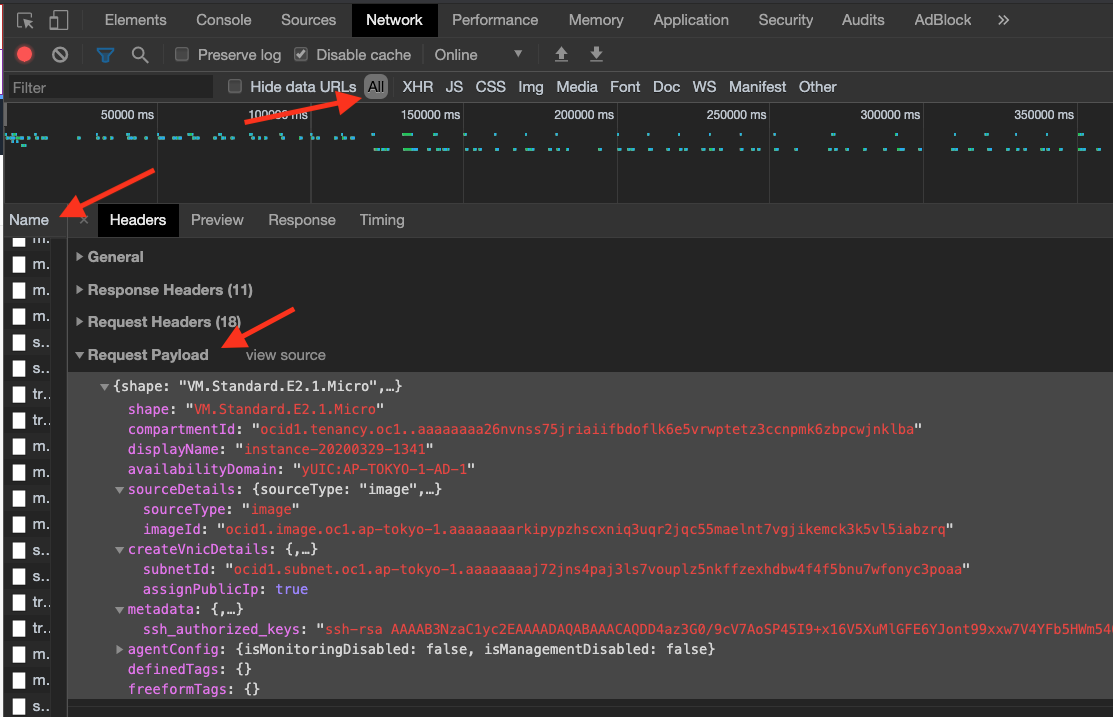 Elements Console Sources Network Performance Memory Application Security Audits AdBlock »
Preserve log Disable cache Online
Filter Hide data URLs All XHR JS CSS Img Media Font Doc WS Manifest Other
50000 ms 100000 ms 150000 ms 200000 ms 250000 ms 300000 ms 350000 ms
Name × Headers Preview Response Timing
m.
General
m.
m.
Response Headers (11)
m.
Request Headers (18)
s..
Request Payload view source
s..
{shape: "VM.Standard.E2.1.Micro",…}
tr..
shape: "VM.Standard.E2.1.Micro"
tr..
compartmentId: "ocid1.tenancy.oc1..aaaaaaaa26nvnss75jriaiifbdoflk6e5vrwptetz3ccnpmk6zbpcwjnklba"
m.
displayName: "instance-20200329-1341"
m.
availabilityDomain: "yUIC:AP-TOKYO-1-AD-1"
sourceDetails: {sourceType: "image",…}
m.
sourceType: "image"
m.
imageId: "ocid1.image.oc1.ap-tokyo-1.aaaaaaaarkipypzhscxniq3uqr2jqc55maelnt7vgjikemck3k5vl5iabzrq"
s..
createVnicDetails: {,…}
s..
subnetId: "ocid1.subnet.oc1.ap-tokyo-1.aaaaaaaaj72jns4paj3ls7vouplz5nkffzexhdbw4f4f5bnu7wfonyc3poaa"
assignPublicIp: true
tr..
metadata: {,…}
tr..
ssh_authorized_keys: "ssh-rsa AAAAB3NzaC1yc2EAAAADAQABAAACAQDD4az3G0/9cV7AoSP45I9+x16V5XuMlGFE6YJont99xxw7V4YFb5HWm54
m.
agentConfig: {isMonitoringDisabled: false, isManagementDisabled: false}
definedTags: {}
m.
freeformTags: {}
s..